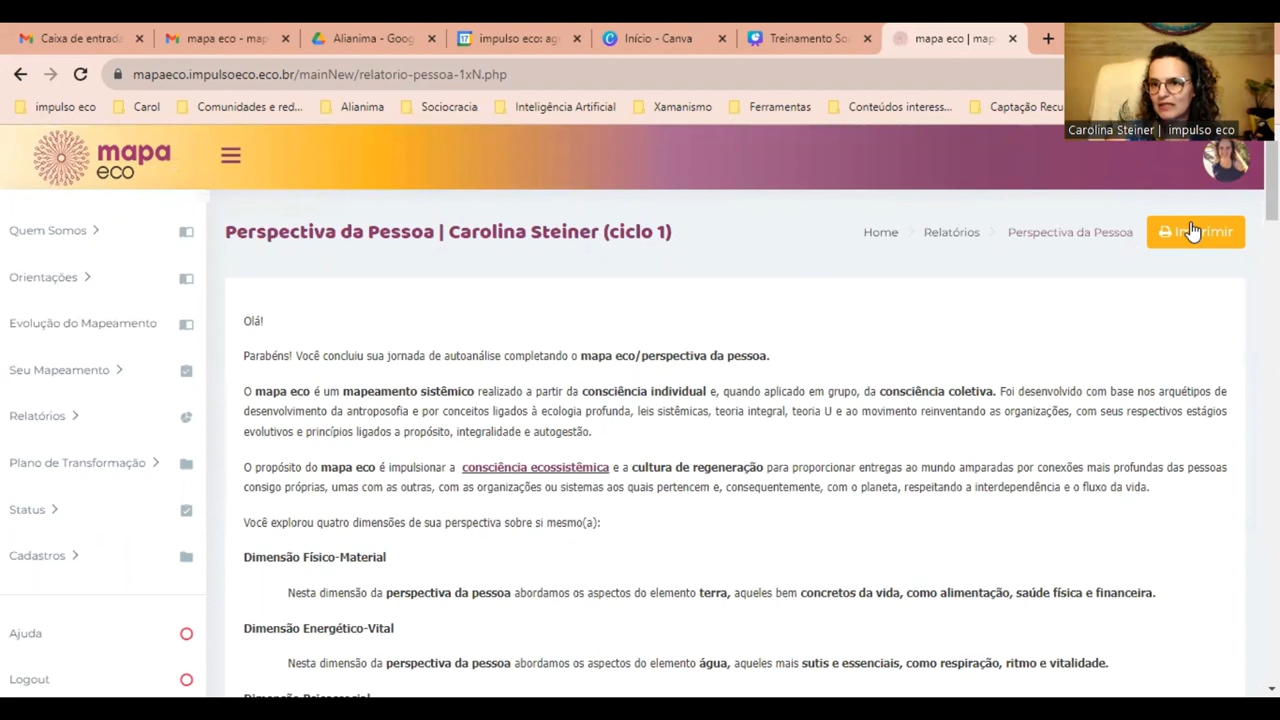 Caixa de entrada
mapa eco - map
Alianima - Goog
impulso eco: ag
Início - Canva
Treinamento So
mapa eco | map
mapaeco.impulsoeco.eco.br/mainNew/relatorio-pessoa-1xN.php
impulso eco
Carol
Comunidades e red...
Alianima
Sociocracia
Inteligência Artificial
Xamanismo
Ferramentas
Conteúdos interess...
Captação Recu
Carolina Steiner | impulso eco
mapa
eco
Perspectiva da Pessoa | Carolina Steiner (ciclo 1)
Home
Relatórios
Perspectiva da Pessoa
Quem Somos
Orientações
Evolução do Mapeamento
Seu Mapeamento
Relatórios
Plano de Transformação
Status
Cadastros
Ajuda
Logout
Olá!
Parabéns! Você concluiu sua jornada de autoanálise completando o mapa eco/perspectiva da pessoa.
O mapa eco é um mapeamento sistêmico realizado a partir da consciência individual e, quando aplicado em grupo, da consciência coletiva. Foi desenvolvido com base nos arquétipos de
desenvolvimento da antroposofia e por conceitos ligados à ecologia profunda, leis sistêmicas, teoria integral, teoria U e ao movimento reinventando as organizações, com seus respectivos estágios
evolutivos e princípios ligados a propósito, integralidade e autogestão.
O propósito do mapa eco é impulsionar a consciência ecossistêmica e a cultura de regeneração para proporcionar entregas ao mundo amparadas por conexões mais profundas das pessoas
consigo próprias, umas com as outras, com as organizações ou sistemas aos quais pertencem e, consequentemente, com o planeta, respeitando a interdependência e o fluxo da vida.
Você explorou quatro dimensões de sua perspectiva sobre si mesmo(a):
Dimensão Físico-Material
Nesta dimensão da perspectiva da pessoa abordamos os aspectos do elemento terra, aqueles bem concretos da vida, como alimentação, saúde física e financeira.
Dimensão Energético-Vital
Nesta dimensão da perspectiva da pessoa abordamos os aspectos do elemento água, aqueles mais sutis e essenciais, como respiração, ritmo e vitalidade.